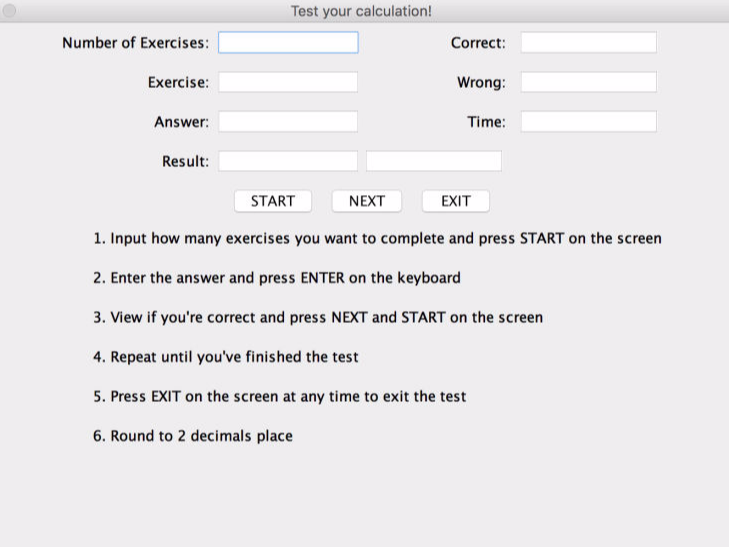 Test your calculation!
Number of Exercises:
Correct:
Exercise:
Wrong:
Answer:
Time:
Result:
START NEXT EXIT
1. Input how many exercises you want to complete and press START on the screen
2. Enter the answer and press ENTER on the keyboard
3. View if you're correct and press NEXT and START on the screen
4. Repeat until you've finished the test
5. Press EXIT on the screen at any time to exit the test
6. Round to 2 decimals place